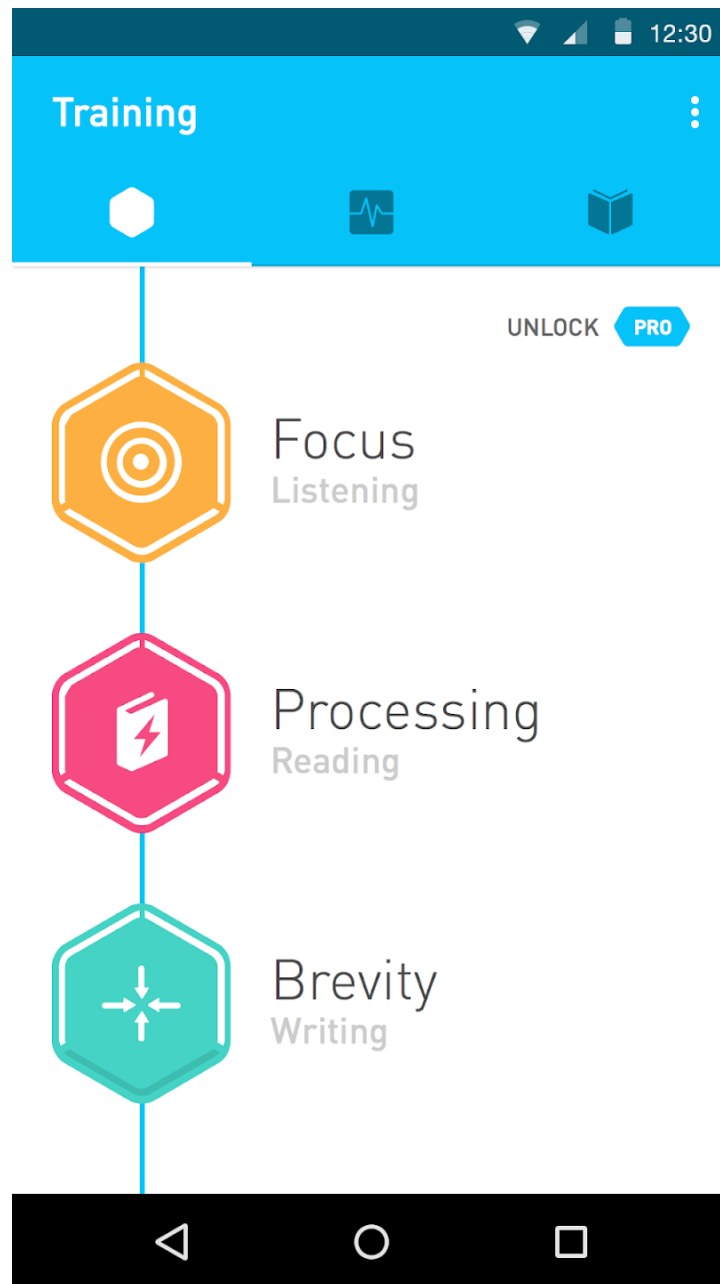 12:30
Training
UNLOCK PRO
Focus
Listening
Processing
Reading
Brevity
Writing